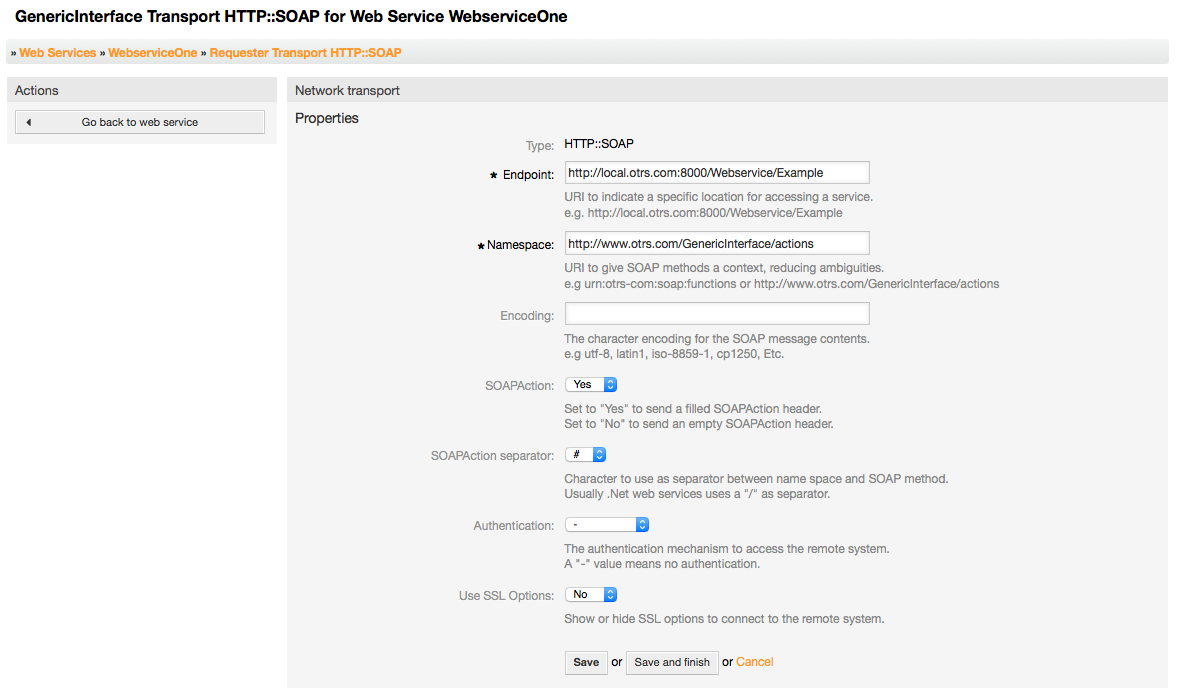 GenericInterface Transport HTTP::SOAP for Web Service WebserviceOne
» Web Services » WebserviceOne » Requester Transport HTTP::SOAP
Actions
Go back to web service
Network transport
Properties
Type: HTTP::SOAP
★ Endpoint: http://local.otrs.com:8000/Webservice/Example
URI to indicate a specific location for accessing a service.
e.g. http://local.otrs.com:8000/Webservice/Example
★ Namespace: http://www.otrs.com/GenericInterface/actions
URI to give SOAP methods a context, reducing ambiguities.
e.g urn:otrs-com:soap:functions or http://www.otrs.com/GenericInterface/actions
Encoding:
The character encoding for the SOAP message contents.
e.g utf-8, latin1, iso-8859-1, cp1250, Etc.
SOAPAction: Yes
Set to "Yes" to send a filled SOAPAction header.
Set to "No" to send an empty SOAPAction header.
SOAPAction separator: #
Character to use as separator between name space and SOAP method.
Usually .Net web services uses a "/" as separator.
Authentication: -
The authentication mechanism to access the remote system.
A "-" value means no authentication.
Use SSL Options: No
Show or hide SSL options to connect to the remote system.
Save or Save and finish or Cancel